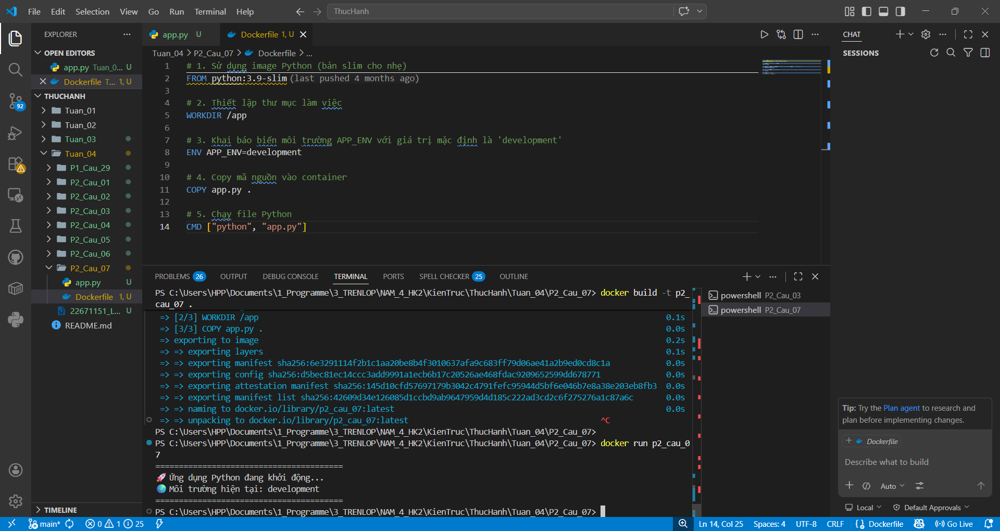 File Edit Selection View Go Run Terminal Help
ThucHanh
EXPLORER
OPEN EDITORS
app.py Tuan_0... U
Dockerfile T... 1, U
THUCHANH
Tuan_01
Tuan_02
Tuan_03
Tuan_04
P1_Cau_29
P2_Cau_01
P2_Cau_02
P2_Cau_03
P2_Cau_04
P2_Cau_05
P2_Cau_06
P2_Cau_07
app.py U
Dockerfile 1, U
22671151_L... U
README.md
TIMELINE
92
app.py U
Dockerfile 1, U
Tuan_04 > P2_Cau_07 > Dockerfile > ...
1 # 1. Sử dụng image Python (bản slim cho nhẹ)
2 FROM python:3.9-slim (last pushed 4 months ago)
3
4 # 2. Thiết lập thư mục làm việc
5 WORKDIR /app
6
7 # 3. Khai báo biến môi trường APP_ENV với giá trị mặc định là 'development'
8 ENV APP_ENV=development
9
10 # 4. Copy mã nguồn vào container
11 COPY app.py .
12
13 # 5. Chạy file Python
14 CMD ["python", "app.py"]
PROBLEMS 26 OUTPUT DEBUG CONSOLE TERMINAL PORTS SPELL CHECKER 25 OUTLINE
PS C:\Users\HPP\Documents\1_Programme\3_TRENLOP\NAM_4_HK2\KienTruc\ThucHanh\Tuan_04\P2_Cau_07> docker build -t p2_
cau_07 .
=> [2/3] WORKDIR /app 0.1s
=> [3/3] COPY app.py . 0.0s
=> exporting to image 0.2s
=> => exporting layers 0.1s
=> => exporting manifest sha256:6e3291114f2b1c1aa20be8b4f3010637afa9c683ff79d06ae41a2b9ed0cd8c1a 0.0s
=> => exporting config sha256:d5bec81ec14ccc3add9991a1ecb6b17c20526ae468fdac9209652599dd678771 0.0s
=> => exporting attestation manifest sha256:145d10cfd57697179b3042c4791fefc95944d5bf6e046b7e8a38e203eb8fb3 0.0s
=> => exporting manifest list sha256:42609d34e126085d1ccbd9ab9647959d4d185c222ad3cd2c6f275276a1c87a6c 0.0s
=> => naming to docker.io/library/p2_cau_07:latest 0.0s
=> => unpacking to docker.io/library/p2_cau_07:latest ^C
PS C:\Users\HPP\Documents\1_Programme\3_TRENLOP\NAM_4_HK2\KienTruc\ThucHanh\Tuan_04\P2_Cau_07>
PS C:\Users\HPP\Documents\1_Programme\3_TRENLOP\NAM_4_HK2\KienTruc\ThucHanh\Tuan_04\P2_Cau_07> docker run p2_cau_0
7
========================================
🚀 Ứng dụng Python đang khởi động...
🌍 Môi trường hiện tại: development
========================================
PS C:\Users\HPP\Documents\1_Programme\3_TRENLOP\NAM_4_HK2\KienTruc\ThucHanh\Tuan_04\P2_Cau_07>
powershell P2_Cau_03
powershell P2_Cau_07
CHAT
SESSIONS
Tip: Try the Plan agent to research and
plan before implementing changes.
Dockerfile
Describe what to build
Auto
Local Default Approvals
main* 0 1 25
Ln 14, Col 25 Spaces: 4 UTF-8 CRLF Dockerfile Go Live